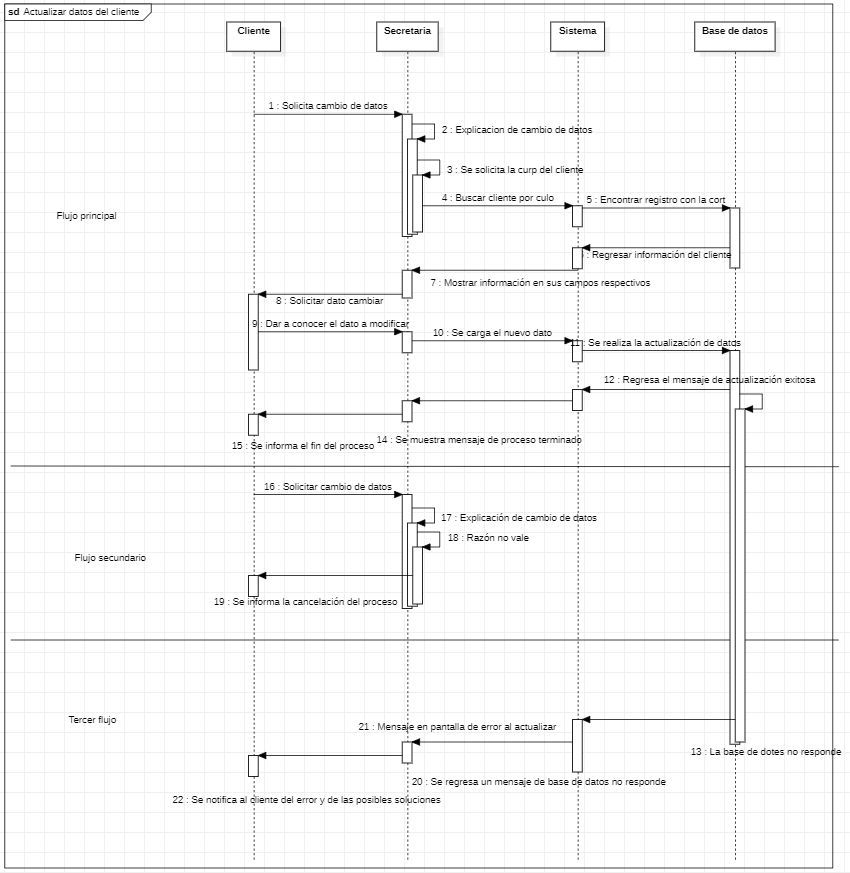 sd Actualizar datos del cliente
Cliente
Secretaria
Sistema
Base de datos
1 : Solicita cambio de datos
2 : Explicacion de cambio de datos
3 : Se solicita la curp del cliente
4 : Buscar cliente por culo
5 : Encontrar registro con la cort
Flujo principal
: Regresar información del cliente
7 : Mostrar información en sus campos respectivos
8 : Solicitar dato cambiar
9 : Dar a conocer el dato a modificar
10 : Se carga el nuevo dato
11 : Se realiza la actualización de datos
12 : Regresa el mensaje de actualización exitosa
14 : Se muestra mensaje de proceso terminado
15 : Se informa el fin del proceso
16 : Solicitar cambio de datos
17 : Explicación de cambio de datos
18 : Razón no vale
Flujo secundario
19 : Se informa la cancelación del proceso
Tercer flujo
21 : Mensaje en pantalla de error al actualizar
13 : La base de dotes no responde
20 : Se regresa un mensaje de base de datos no responde
22 : Se notifica al cliente del error y de las posibles soluciones